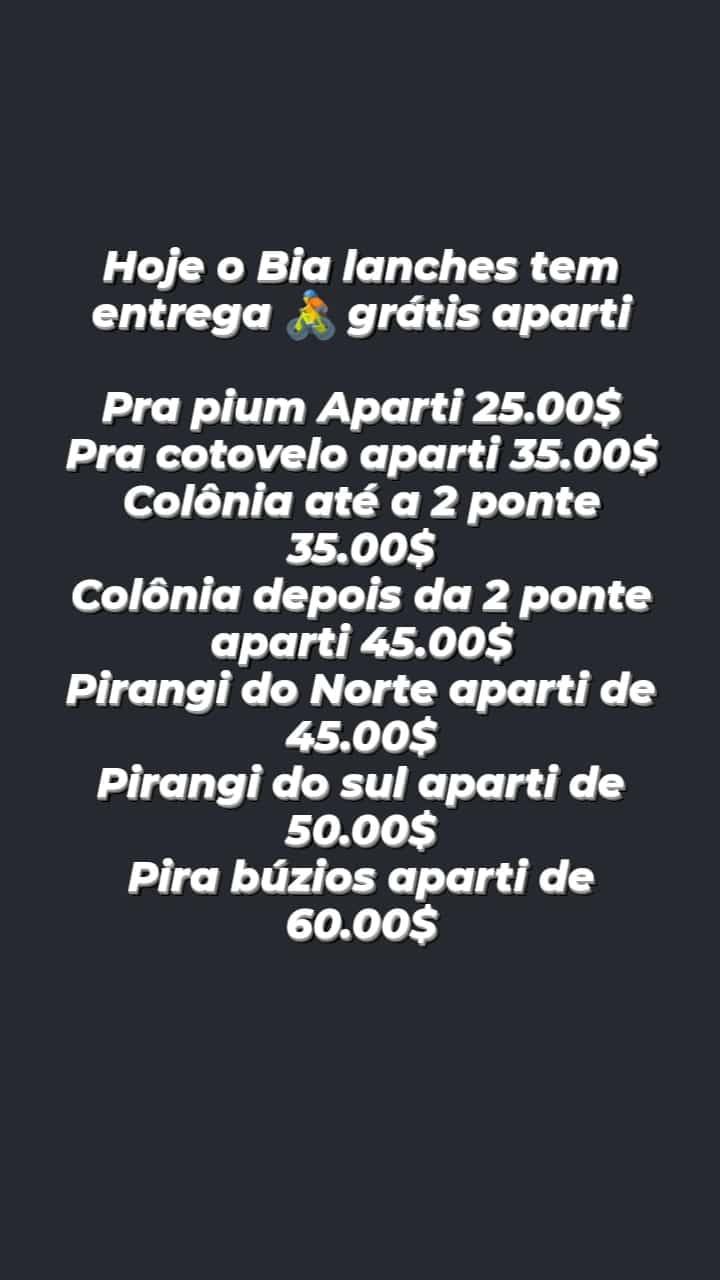 Hoje o Bia lanches tem
entrega 🚴 grátis aparti
Pra pium Aparti 25.00$
Pra cotovelo aparti 35.00$
Colônia até a 2 ponte
35.00$
Colônia depois da 2 ponte
aparti 45.00$
Pirangi do Norte aparti de
45.00$
Pirangi do sul aparti de
50.00$
Pira búzios aparti de
60.00$